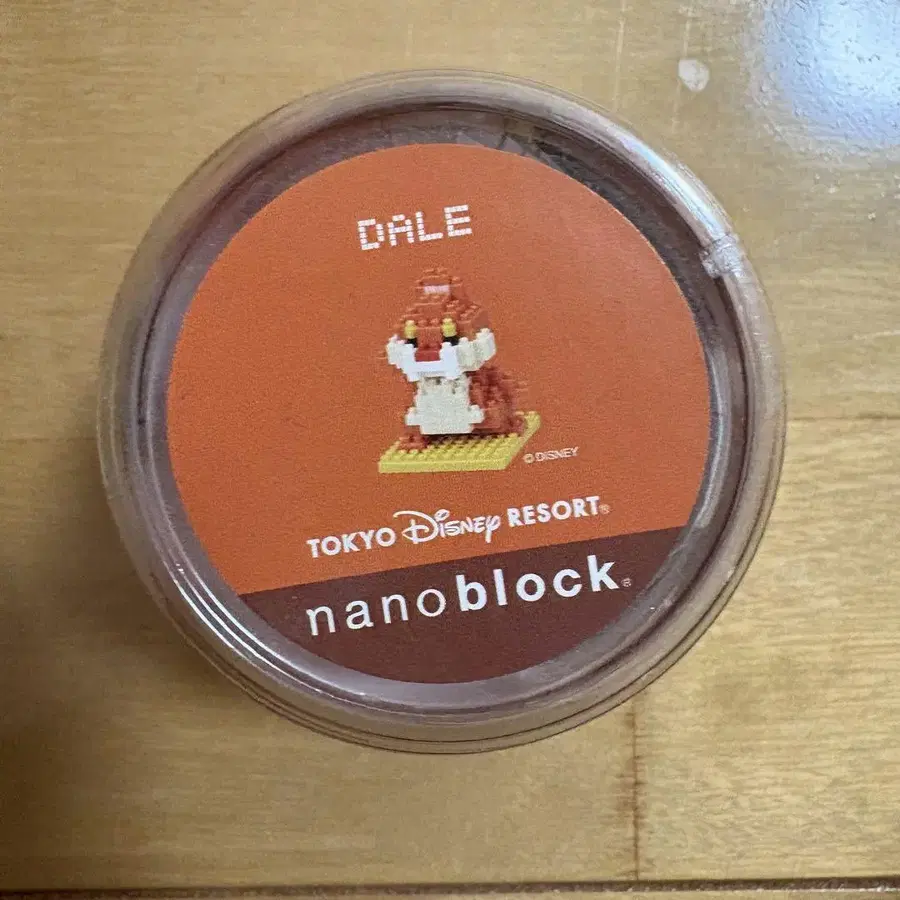 DALE
© DISNEY
TOKYO Disney RESORT®
nanoblock®